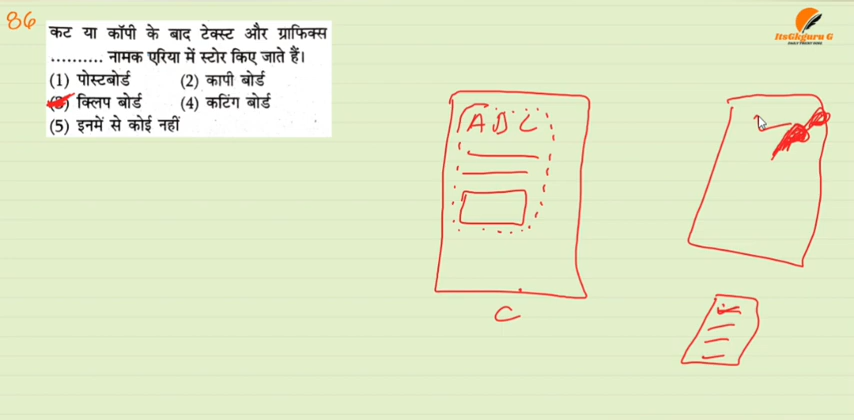 86
कट या कॉपी के बाद टेक्स्ट और ग्राफिक्स
.......... नामक एरिया में स्टोर किए जाते हैं।
(1) पोस्टबोर्ड (2) कापी बोर्ड
(3) क्लिप बोर्ड (4) कटिंग बोर्ड
(5) इनमें से कोई नहीं
A B C
C
ItsGkguru G